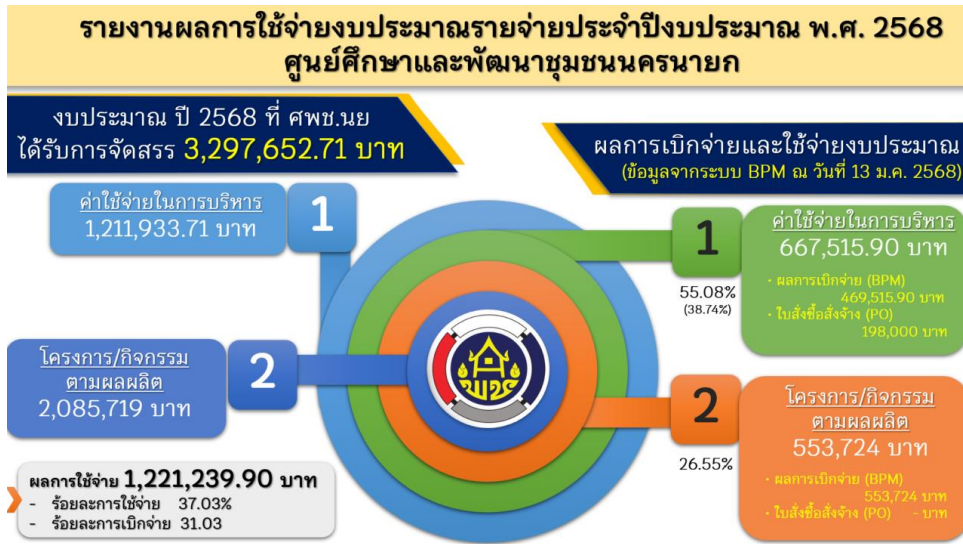 รายงานผลการใช้จ่ายงบประมาณรายจ่ายประจำปีงบประมาณ พ.ศ. 2568
ศูนย์ศึกษาและพัฒนาชุมชนนครนายก
งบประมาณ ปี 2568 ที่ ศพช.นย
ได้รับการจัดสรร 3,297,652.71 บาท
ค่าใช้จ่ายในการบริหาร
1,211,933.71 บาท
1
โครงการ/กิจกรรม
ตามผลผลิต
2,085,719 บาท
2
ผลการใช้จ่าย 1,221,239.90 บาท
- ร้อยละการใช้จ่าย 37.03%
- ร้อยละการเบิกจ่าย 31.03
พช
ผลการเบิกจ่ายและใช้จ่ายงบประมาณ
(ข้อมูลจากระบบ BPM ณ วันที่ 13 ม.ค. 2568)
1
55.08%
(38.74%)
ค่าใช้จ่ายในการบริหาร
667,515.90 บาท
• ผลการเบิกจ่าย (BPM)
469,515.90 บาท
• ใบสั่งซื้อสั่งจ้าง (PO)
198,000 บาท
2
26.55%
โครงการ/กิจกรรม
ตามผลผลิต
553,724 บาท
• ผลการเบิกจ่าย (BPM)
553,724 บาท
• ใบสั่งซื้อสั่งจ้าง (PO) - บาท